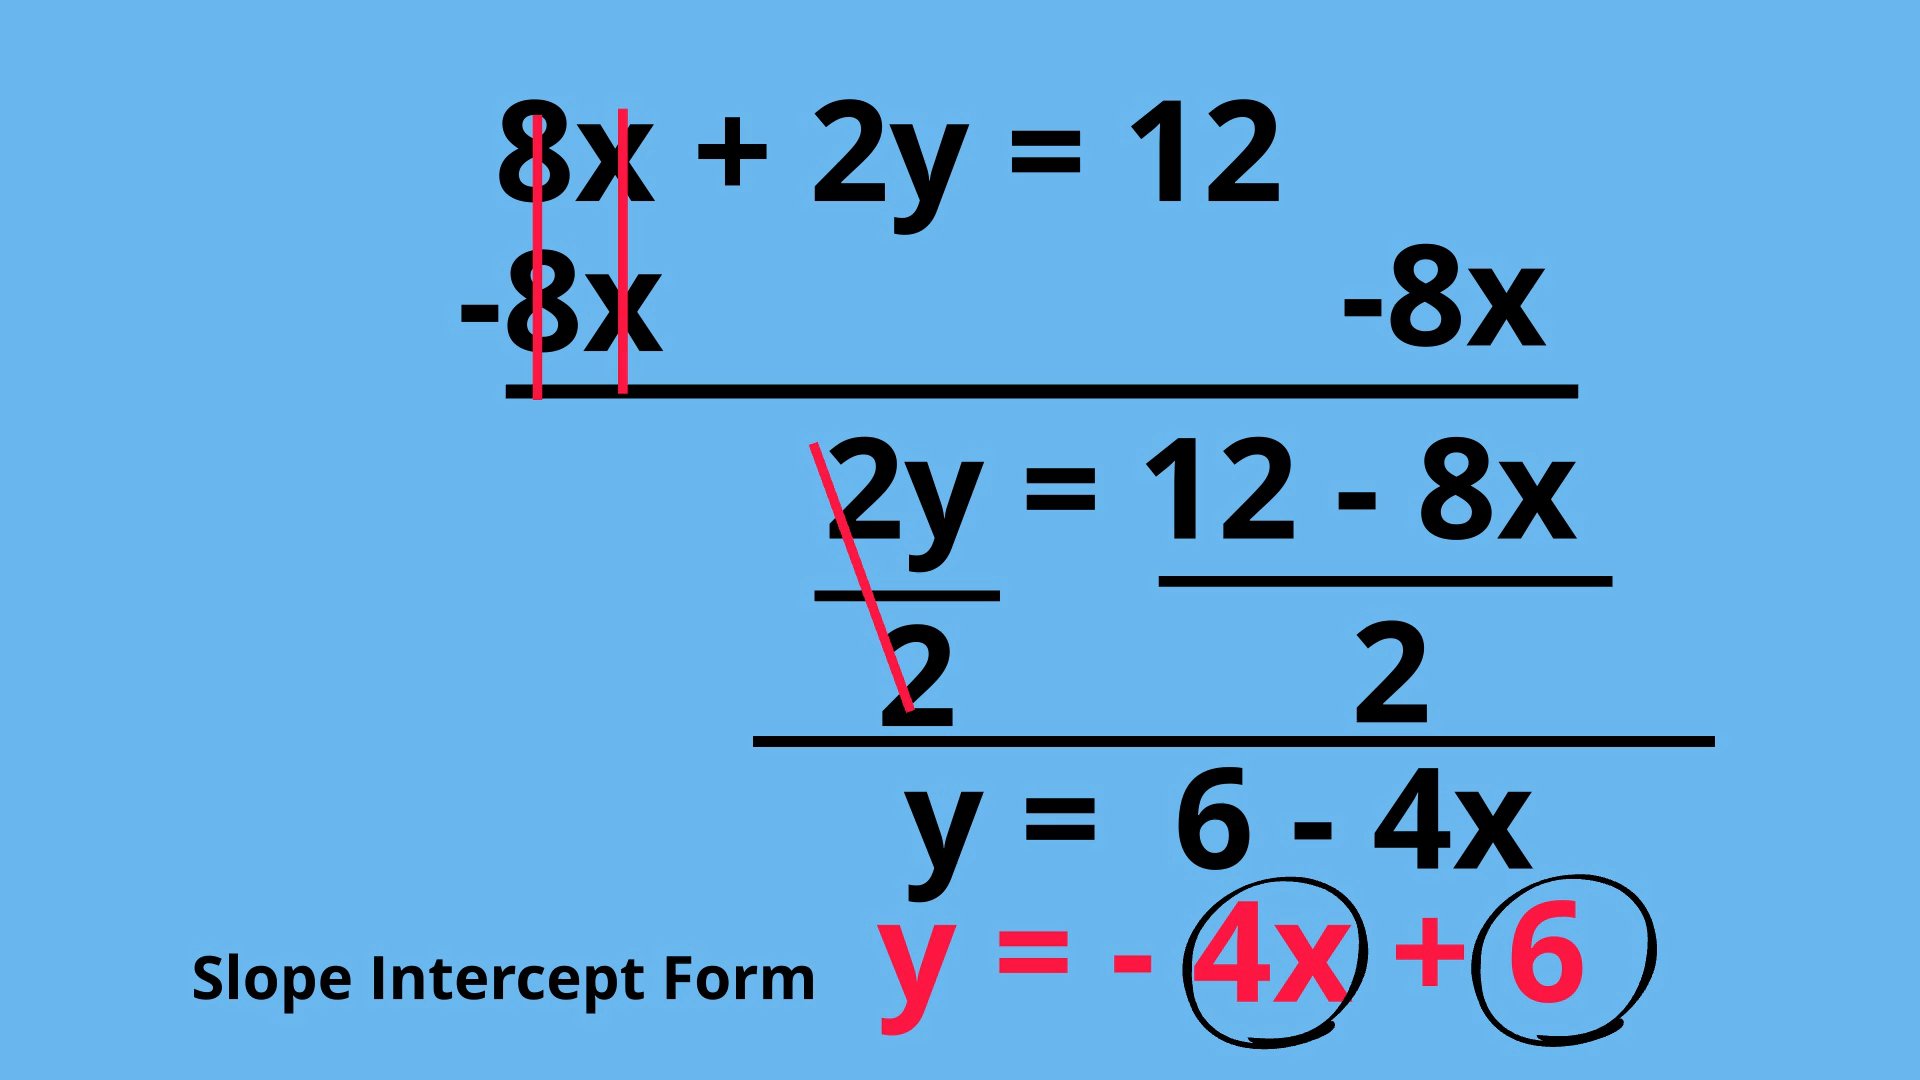 8x + 2y = 12
-8x -8x
2y = 12 - 8x
2 2
y = 6 - 4x
Slope Intercept Form y = - 4x + 6